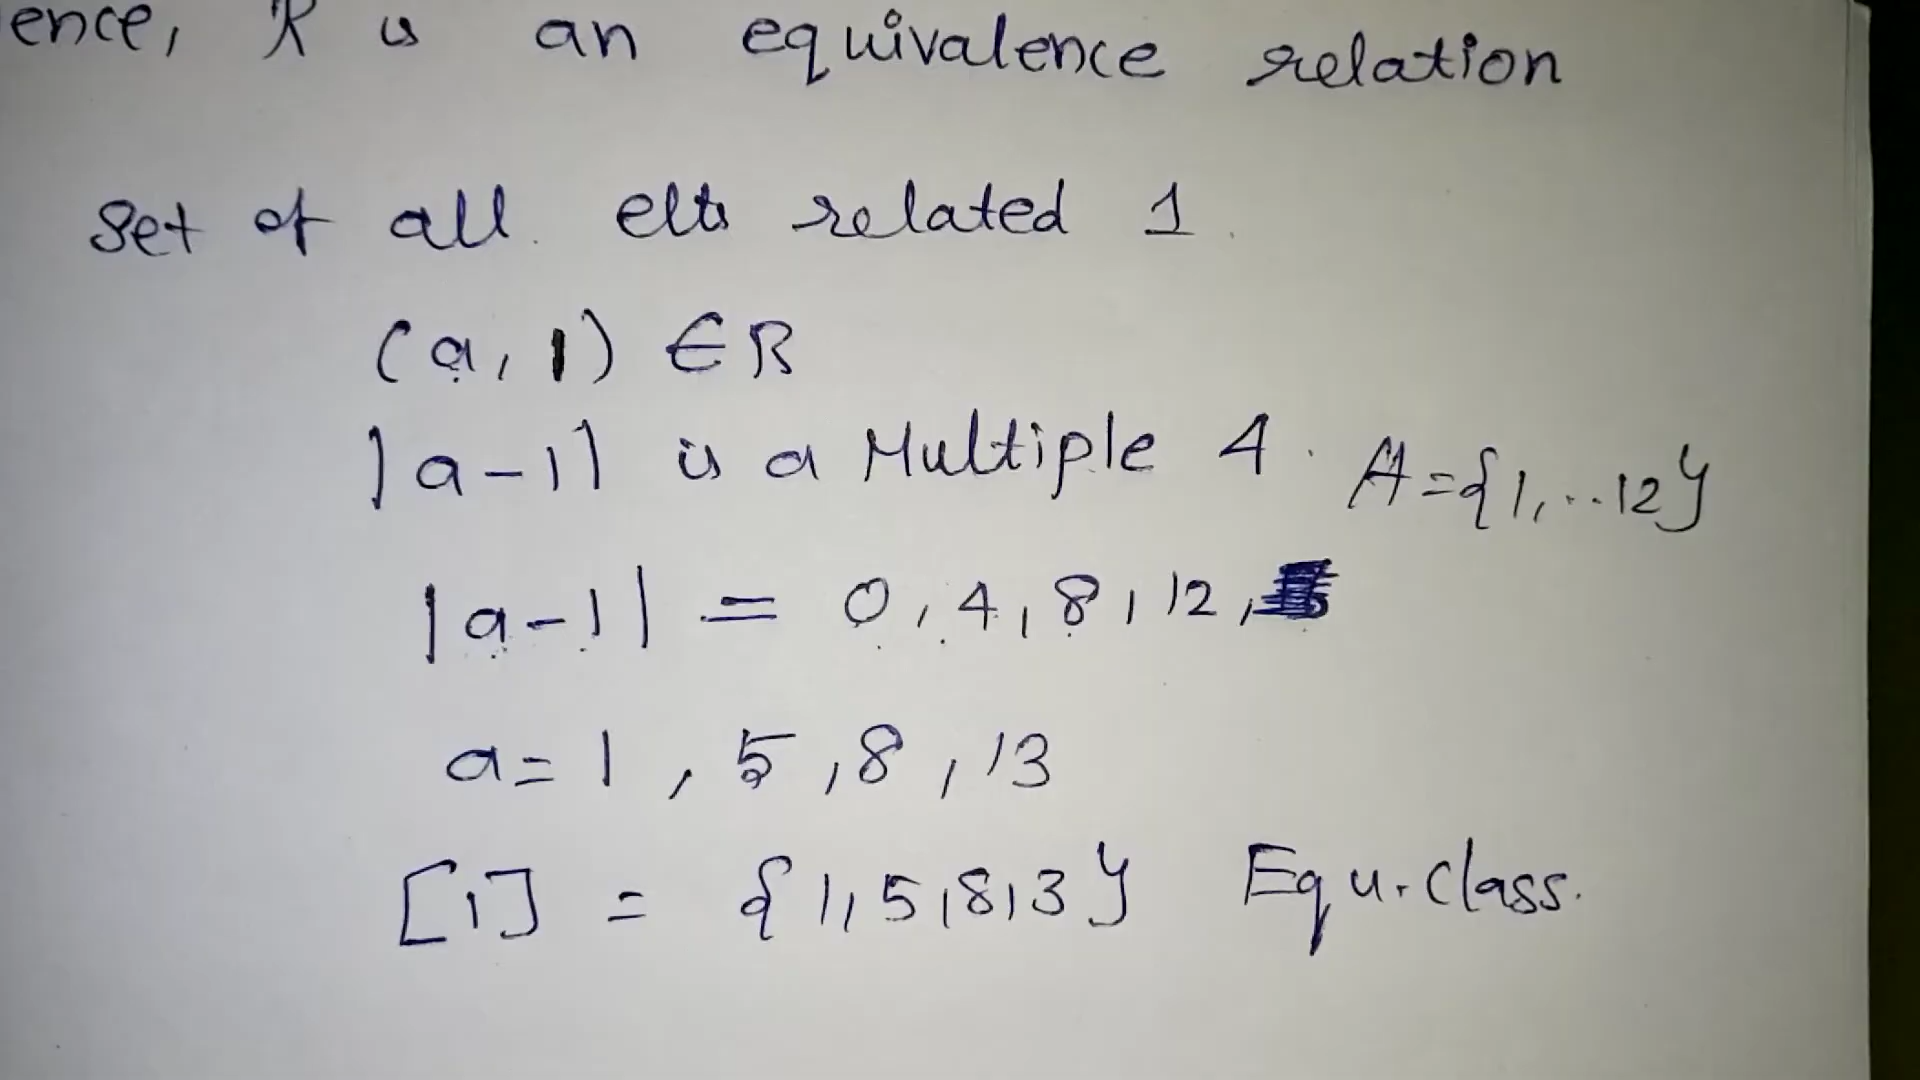 ence, R is an equivalence relation
Set of all elts related 1.
(a, 1) ∈ R
|a-1| is a Multiple 4. A={1,...12}
|a-1| = 0, 4, 8, 12,
a= 1, 5, 8, 13
[1] = {1,5,8,3} Equ. Class.